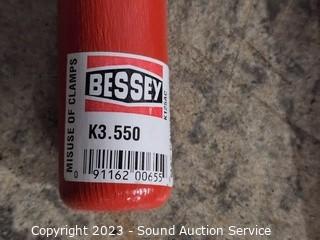 MISUSE OF CLAMPS
BESSEY
K3.550
0 91162 00655
Copyright 2023 - Sound Auction Service